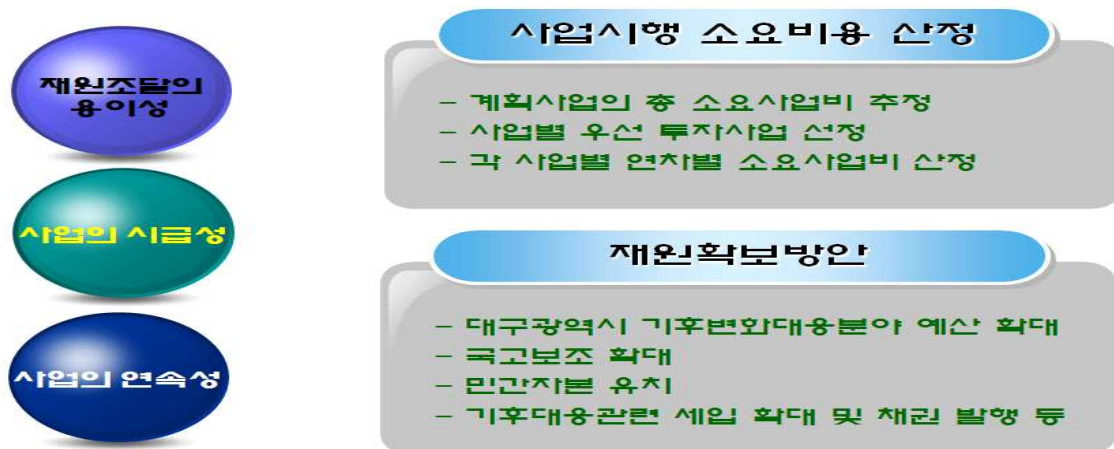 재원조달의
용이성
사업의 시급성
사업의 연속성
사업시행 소요비용 산정
- 계획사업의 총 소요사업비 추정
- 사업별 우선 투자사업 선정
- 각 사업별 연차별 소요사업비 산정
재원확보방안
- 대구광역시 기후변화대응분야 예산 확대
- 국고보조 확대
- 민간자본 유치
- 기후대응관련 세입 확대 및 채권 발행 등